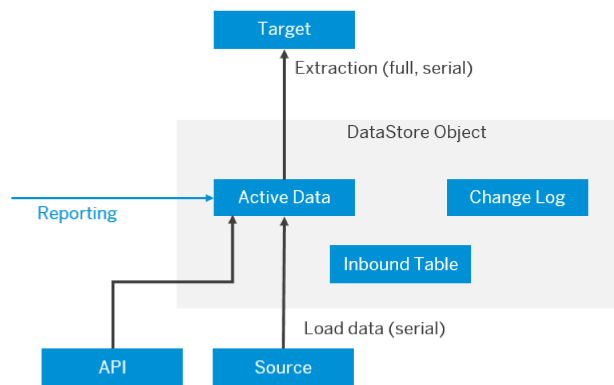 Target
Extraction (full, serial)
DataStore Object
Active Data
Change Log
Reporting
Inbound Table
Load data (serial)
API
Source